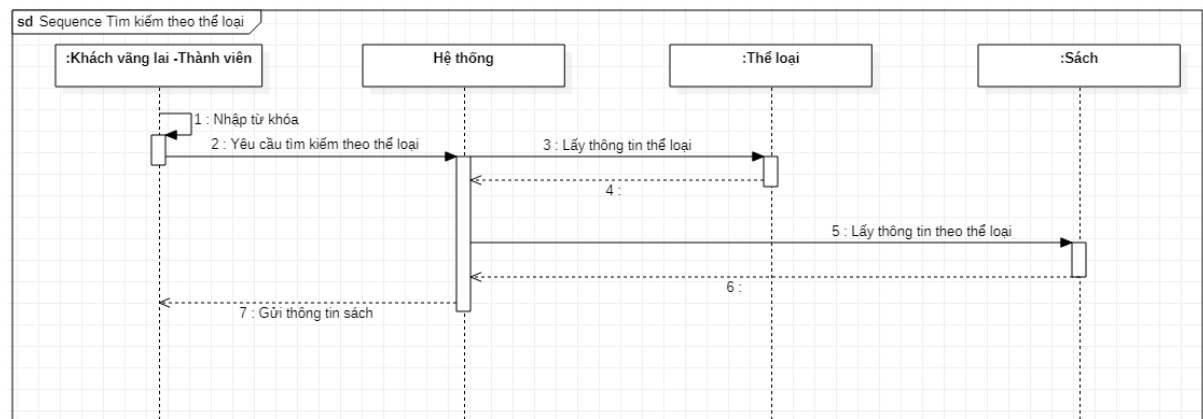 sd Sequence Tìm kiếm theo thể loại
:Khách vãng lai -Thành viên
Hệ thống
:Thể loại
:Sách
1 : Nhập từ khóa
2 : Yêu cầu tìm kiếm theo thể loại
3 : Lấy thông tin thể loại
4 :
5 : Lấy thông tin theo thể loại
6 :
7 : Gửi thông tin sách